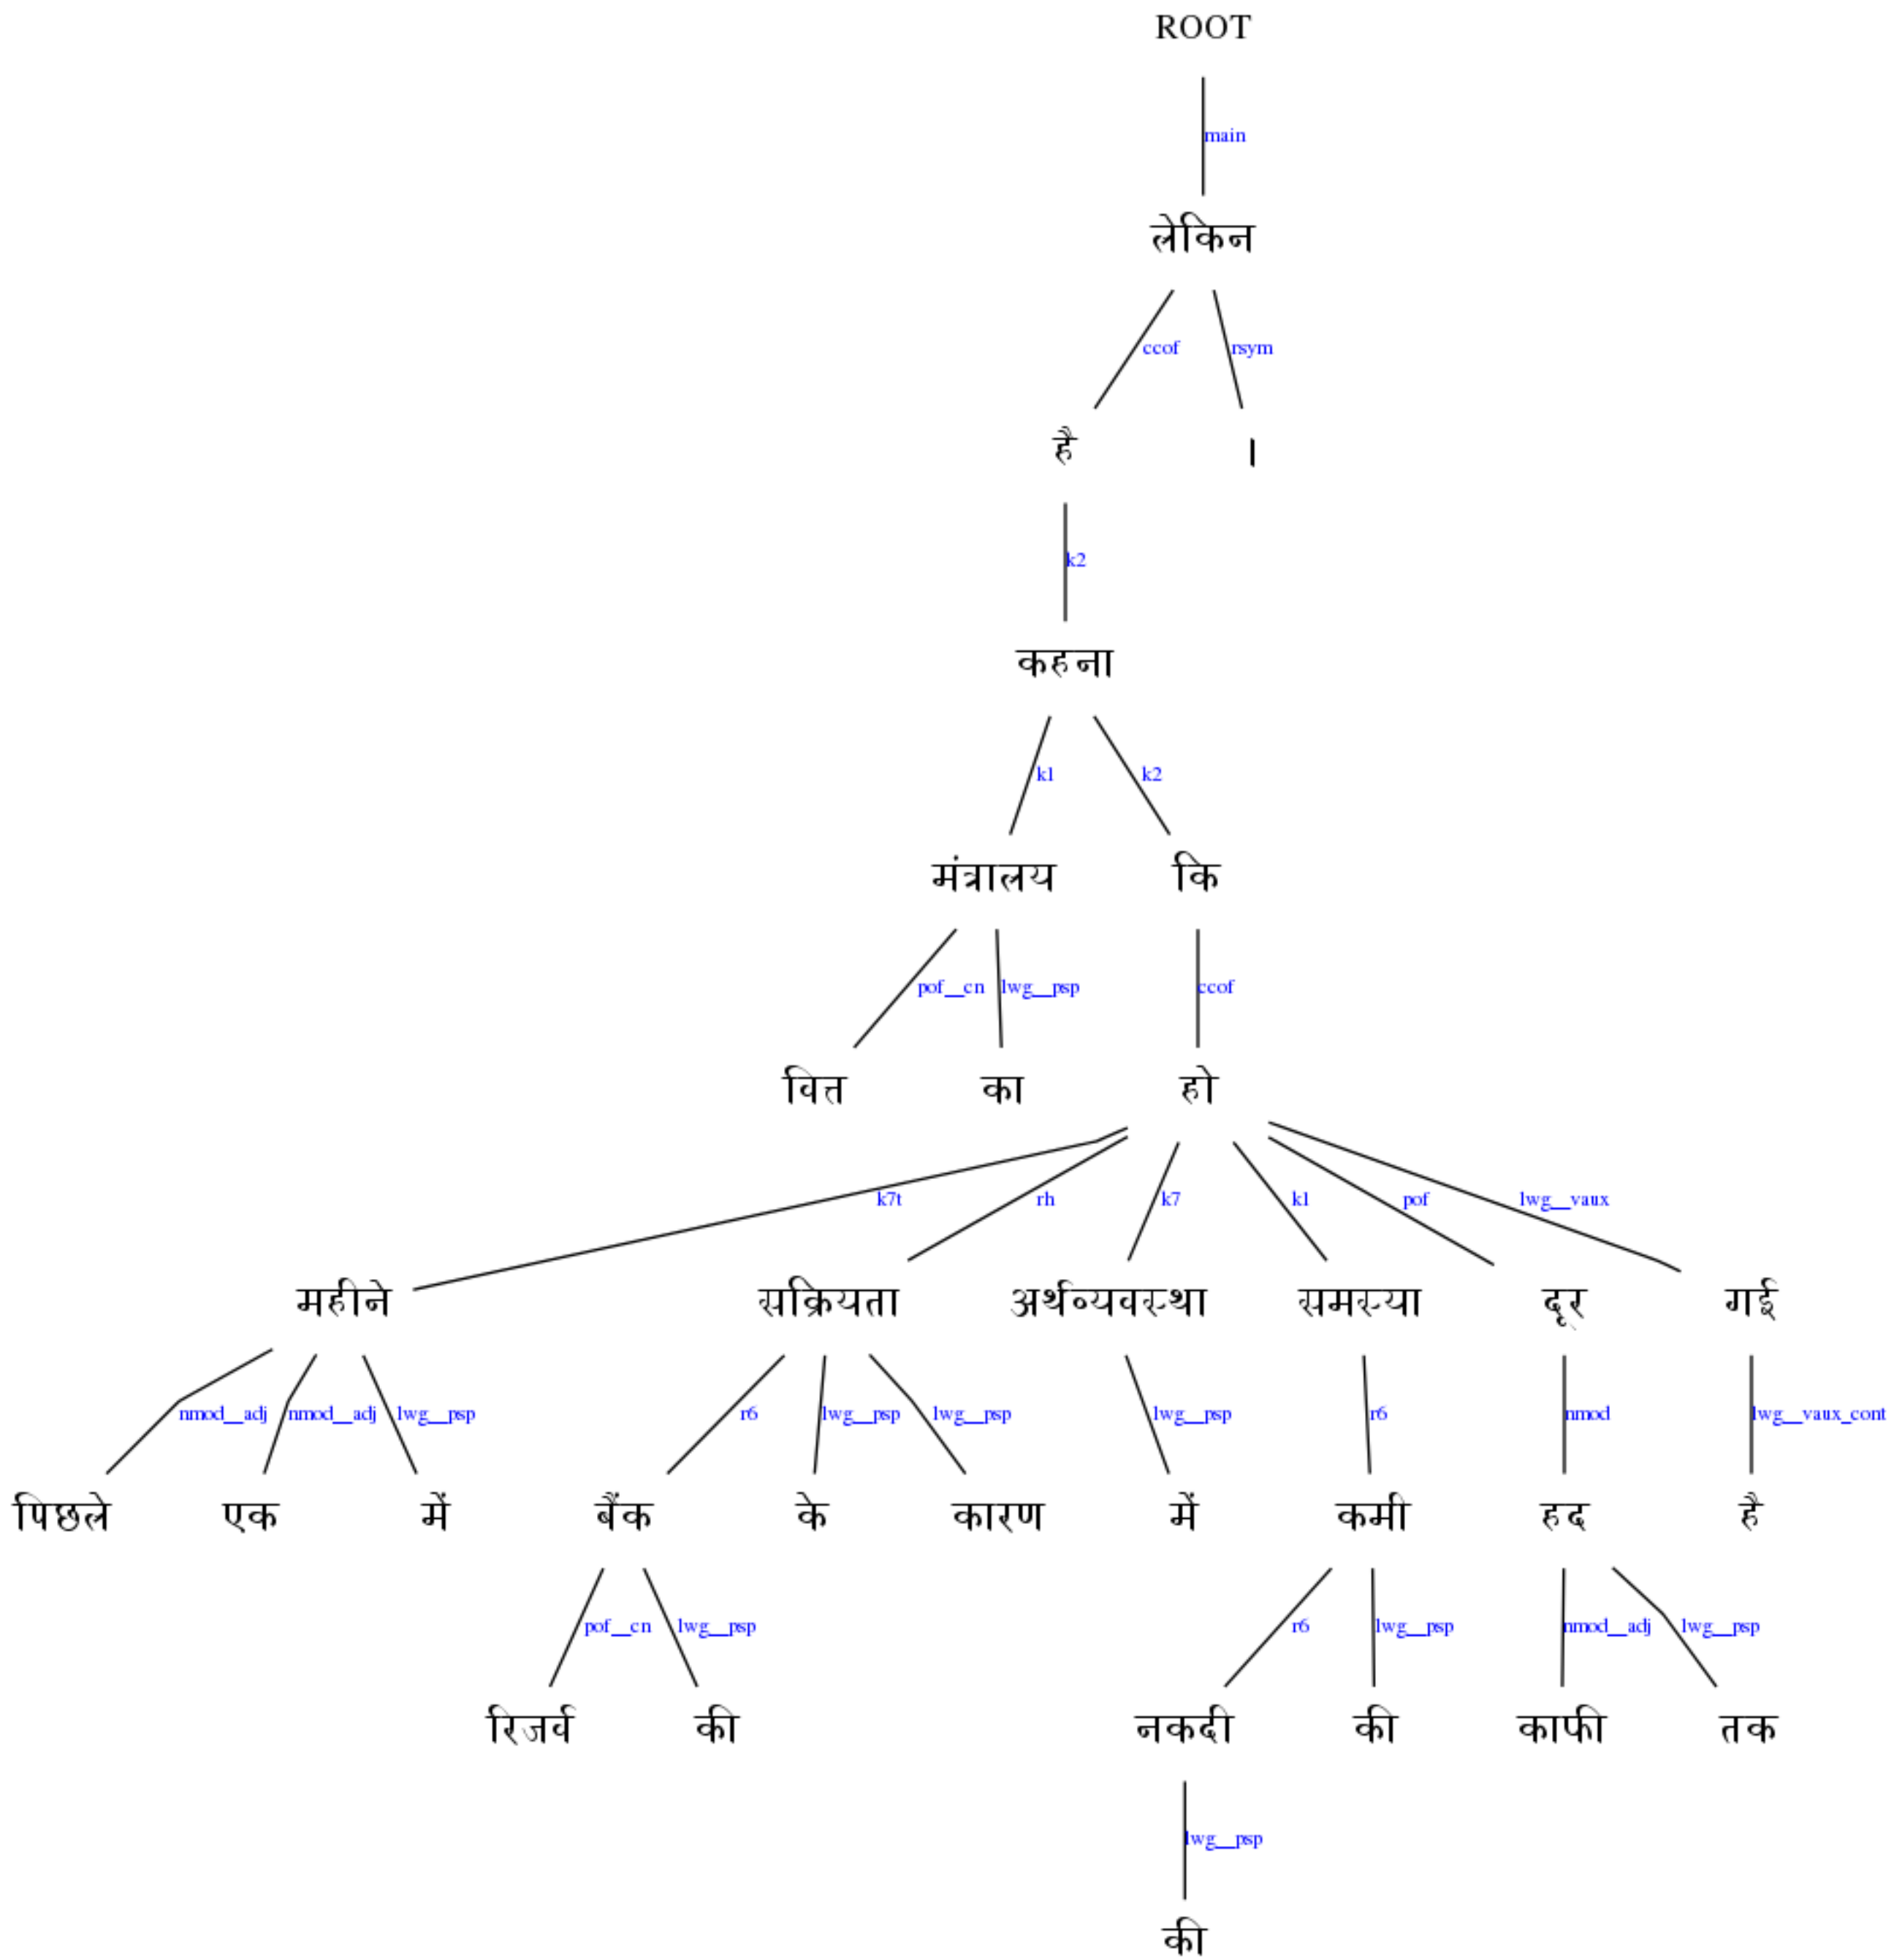 ROOT
main
लेकिन
ccof rsym
है ।
k2
कहना
k1 k2
मंत्रालय कि
pof__cn lwg__psp ccof
वित्त का हो
k7t rh k7 k1 pof lwg__vaux
महीने सक्रियता अर्थव्यवस्था समस्या दूर गई
nmod__adj nmod__adj lwg__psp r6 lwg__psp lwg__psp lwg__psp r6 nmod lwg__vaux_cont
पिछले एक में बैंक के कारण में कमी हद है
pof__cn lwg__psp r6 lwg__psp nmod__adj lwg__psp
रिजर्व की नकदी की काफी तक
lwg__psp
की